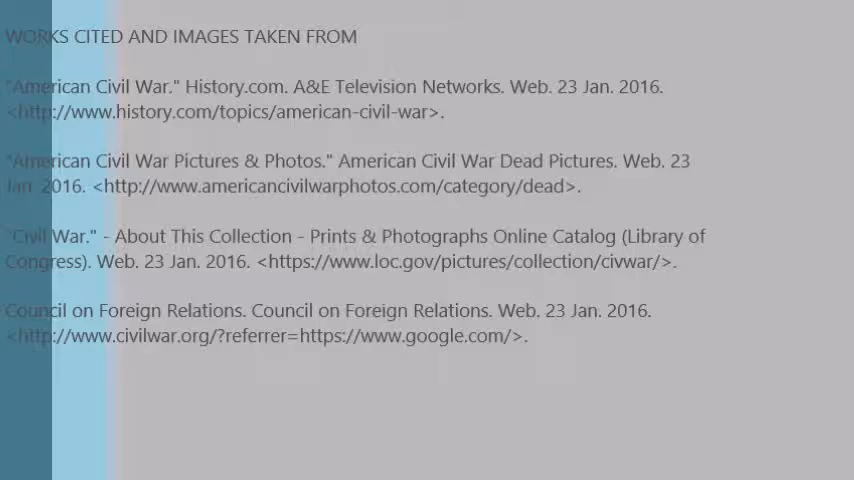 WORKS CITED AND IMAGES TAKEN FROM
"American Civil War." History.com. A&E Television Networks. Web. 23 Jan. 2016.
<http://www.history.com/topics/american-civil-war>.
"American Civil War Pictures & Photos." American Civil War Dead Pictures. Web. 23
Jan. 2016. <http://www.americancivilwarphotos.com/category/dead>.
"Civil War." - About This Collection - Prints & Photographs Online Catalog (Library of
Congress). Web. 23 Jan. 2016. <https://www.loc.gov/pictures/collection/civwar/>.
Council on Foreign Relations. Council on Foreign Relations. Web. 23 Jan. 2016.
<http://www.civilwar.org/?referrer=https://www.google.com/>.